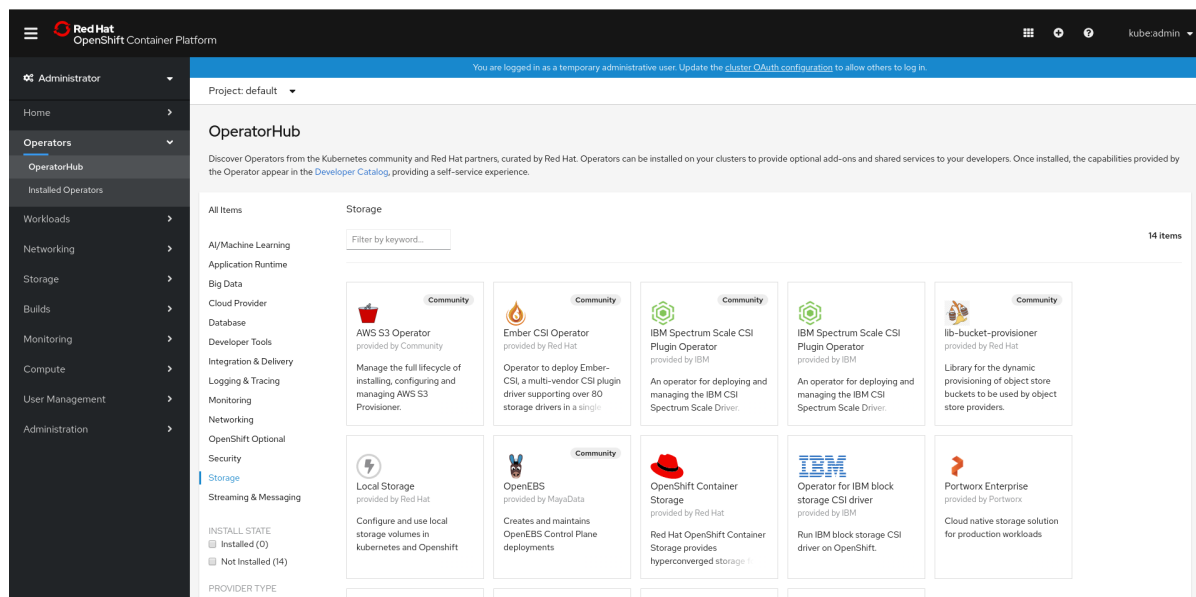 Red Hat
OpenShift Container Platform
kube:admin
Administrator
Home
Operators
OperatorHub
Installed Operators
Workloads
Networking
Storage
Builds
Monitoring
Compute
User Management
Administration
You are logged in as a temporary administrative user. Update the cluster OAuth configuration to allow others to log in.
Project: default
OperatorHub
Discover Operators from the Kubernetes community and Red Hat partners, curated by Red Hat. Operators can be installed on your clusters to provide optional add-ons and shared services to your developers. Once installed, the capabilities provided by
the Operator appear in the Developer Catalog, providing a self-service experience.
All Items
AI/Machine Learning
Application Runtime
Big Data
Cloud Provider
Database
Developer Tools
Integration & Delivery
Logging & Tracing
Monitoring
Networking
OpenShift Optional
Security
Storage
Streaming & Messaging
INSTALL STATE
Installed (0)
Not Installed (14)
PROVIDER TYPE
Storage
Filter by keyword...
14 items
Community
AWS S3 Operator
provided by Community
Manage the full lifecycle of
installing, configuring and
managing AWS S3
Provisioner.
Community
Ember CSI Operator
provided by Red Hat
Operator to deploy Ember-
CSI, a multi-vendor CSI plugin
driver supporting over 80
storage drivers in a single
Community
IBM Spectrum Scale CSI
Plugin Operator
provided by IBM
An operator for deploying and
managing the IBM CSI
Spectrum Scale Driver.
IBM Spectrum Scale CSI
Plugin Operator
provided by IBM
An operator for deploying and
managing the IBM CSI
Spectrum Scale Driver.
Community
lib-bucket-provisioner
provided by Red Hat
Library for the dynamic
provisioning of object store
buckets to be used by object
store providers.
Local Storage
provided by Red Hat
Configure and use local
storage volumes in
kubernetes and Openshift
Community
OpenEBS
provided by MayaData
Creates and maintains
OpenEBS Control Plane
deployments
OpenShift Container
Storage
provided by Red Hat
Red Hat OpenShift Container
Storage provides
hyperconverged storage
IBM
Operator for IBM block
storage CSI driver
provided by IBM
Run IBM block storage CSI
driver on OpenShift.
Portworx Enterprise
provided by Portworx
Cloud native storage solution
for production workloads